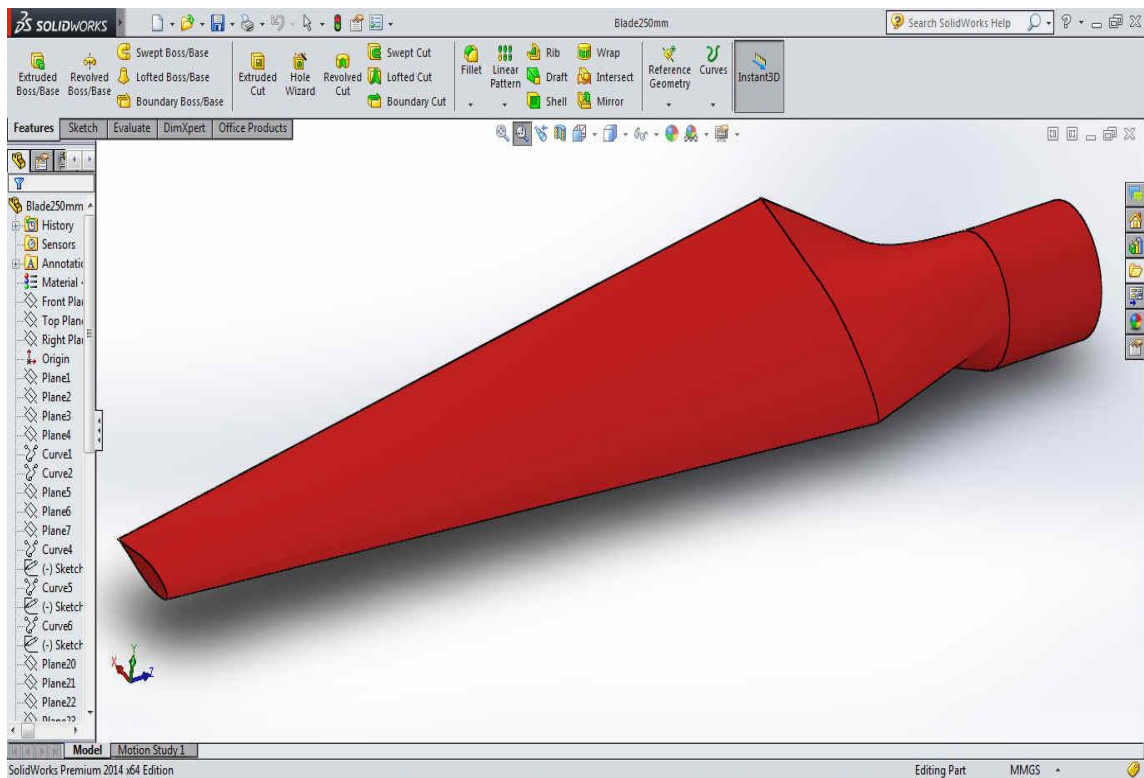 SOLIDWORKS
Blade250mm
Search SolidWorks Help
Extruded Boss/Base
Revolved Boss/Base
Swept Boss/Base
Lofted Boss/Base
Boundary Boss/Base
Extruded Cut
Hole Wizard
Revolved Cut
Swept Cut
Lofted Cut
Boundary Cut
Fillet
Linear Pattern
Rib
Draft
Shell
Wrap
Intersect
Mirror
Reference Geometry
Curves
Instant3D
Features
Sketch
Evaluate
DimXpert
Office Products
Blade250mm
History
Sensors
A
Annotatio
Material
Front Plan
Top Plan
Right Plan
Origin
Plane1
Plane2
Plane3
Plane4
Curve1
Curve2
Plane5
Plane6
Plane7
Curve4
(-) Sketch
Curve5
(-) Sketch
Curve6
(-) Sketch
Plane20
Plane21
Plane22
Plane23
X
Y
Z
Model
Motion Study 1
SolidWorks Premium 2014 x64 Edition
Editing Part
MMGS